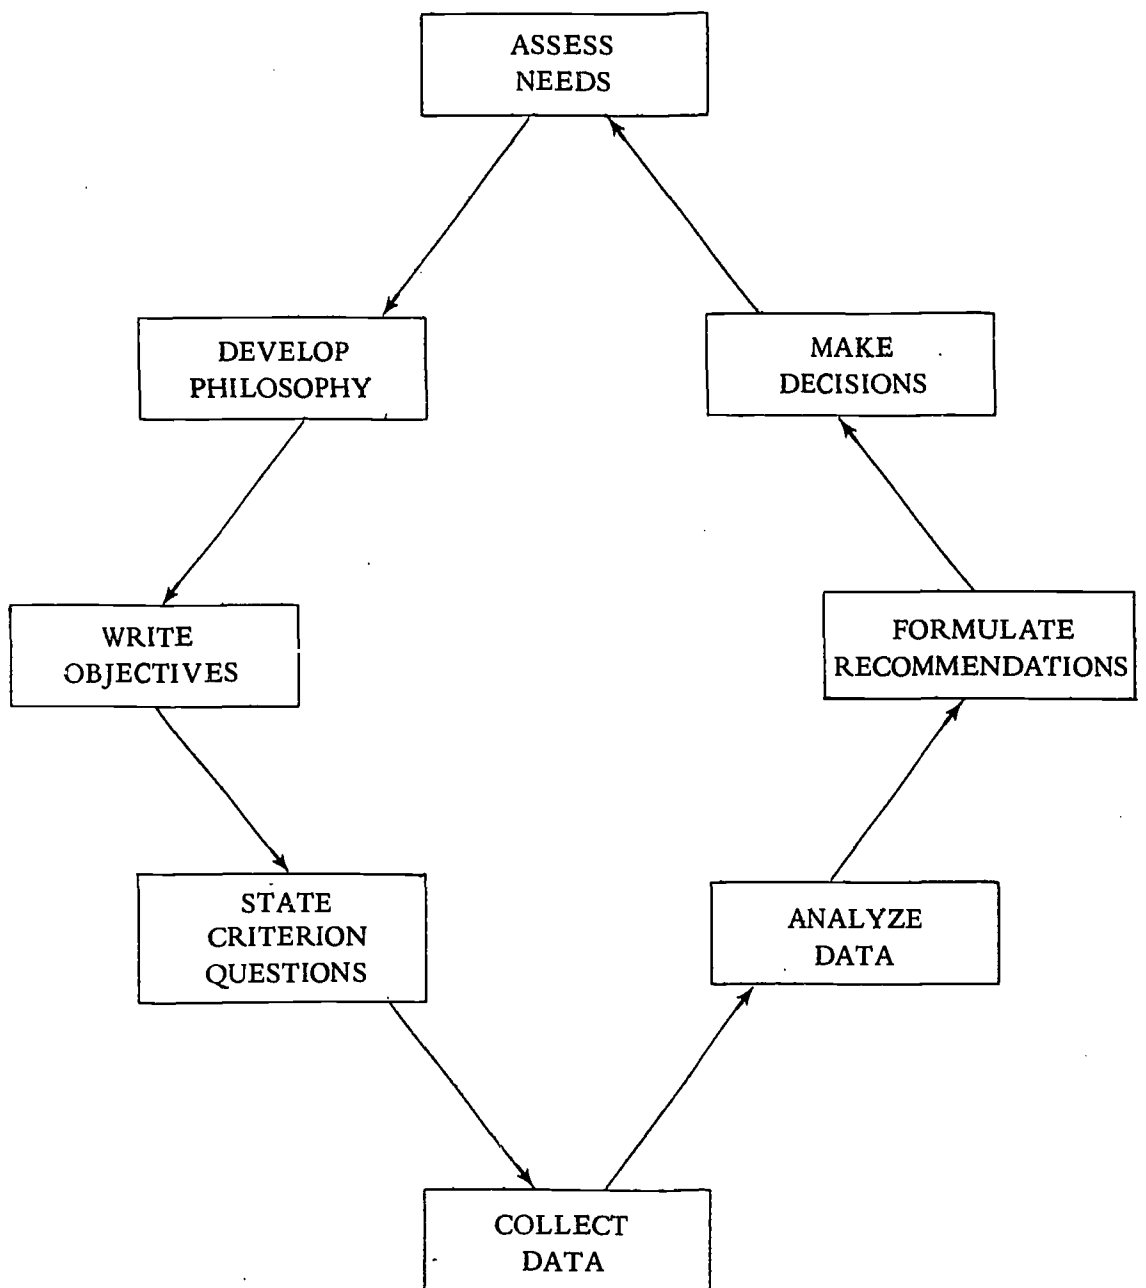 ASSESS
NEEDS
DEVELOP
PHILOSOPHY
MAKE
DECISIONS
WRITE
OBJECTIVES
FORMULATE
RECOMMENDATIONS
STATE
CRITERION
QUESTIONS
ANALYZE
DATA
COLLECT
DATA